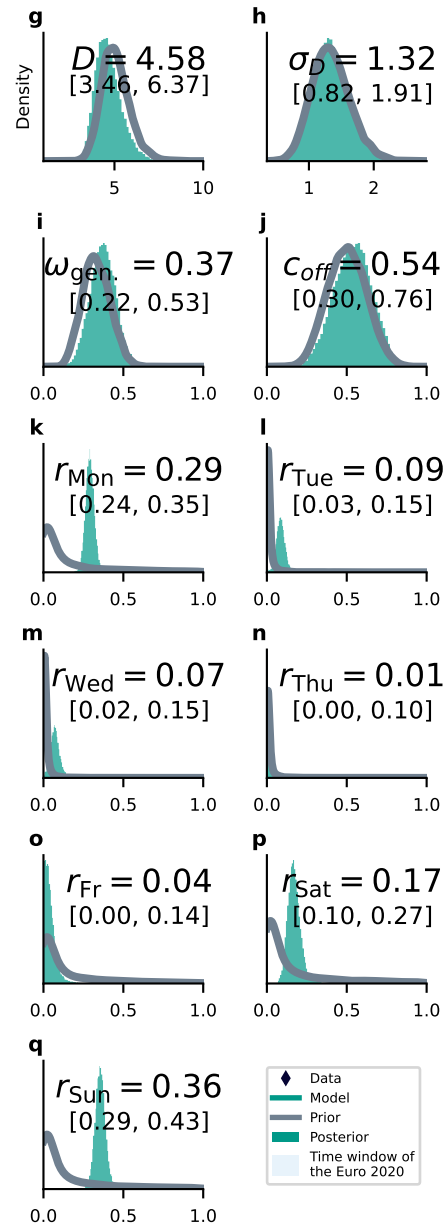 g
D = 4.58
[3.46, 6.37]
Density
5 10
h
σ_D = 1.32
[0.82, 1.91]
1 2
i
ω_gen. = 0.37
[0.22, 0.53]
0.0 0.5 1.0
j
c_off = 0.54
[0.30, 0.76]
0.0 0.5 1.0
k
r_Mon = 0.29
[0.24, 0.35]
0.0 0.5 1.0
l
r_Tue = 0.09
[0.03, 0.15]
0.0 0.5 1.0
m
r_Wed = 0.07
[0.02, 0.15]
0.0 0.5 1.0
n
r_Thu = 0.01
[0.00, 0.10]
0.0 0.5 1.0
o
r_Fr = 0.04
[0.00, 0.14]
0.0 0.5 1.0
p
r_Sat = 0.17
[0.10, 0.27]
0.0 0.5 1.0
q
r_Sun = 0.36
[0.29, 0.43]
0.0 0.5 1.0
Data
Model
Prior
Posterior
Time window of
the Euro 2020